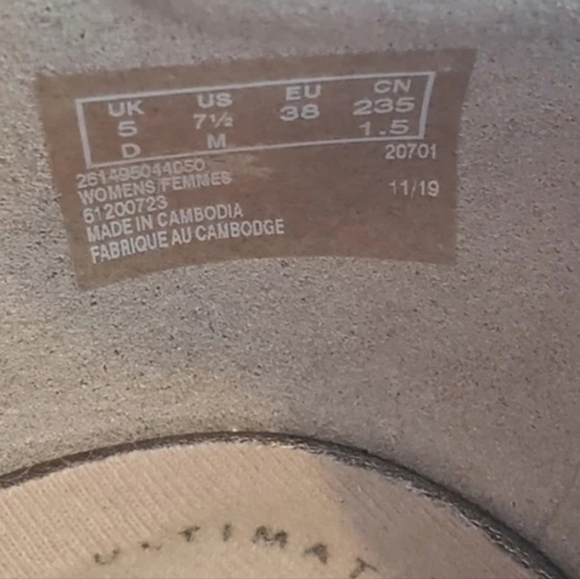 UK US EU CN
5 7½ 38 235
D M 1.5
261495044050 20701
WOMENS/FEMMES 11/19
61200723
MADE IN CAMBODIA
FABRIQUE AU CAMBODGE
ULTIMAT